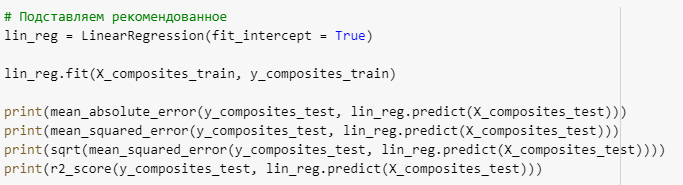 # Подставляем рекомендованное
lin_reg = LinearRegression(fit_intercept = True)
lin_reg.fit(X_composites_train, y_composites_train)
print(mean_absolute_error(y_composites_test, lin_reg.predict(X_composites_test)))
print(mean_squared_error(y_composites_test, lin_reg.predict(X_composites_test)))
print(sqrt(mean_squared_error(y_composites_test, lin_reg.predict(X_composites_test))))
print(r2_score(y_composites_test, lin_reg.predict(X_composites_test)))